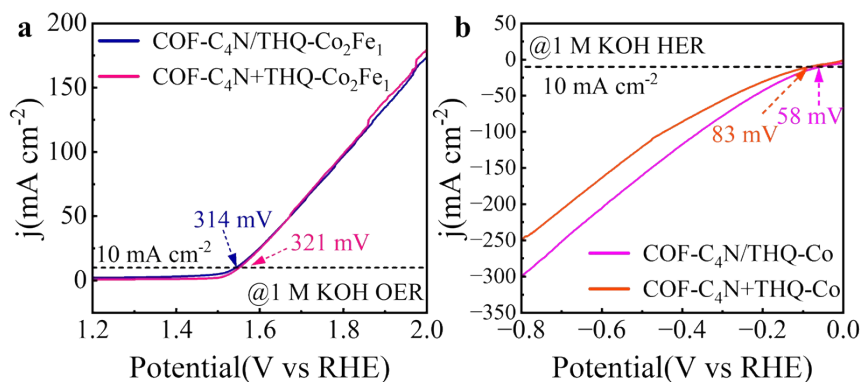 a
COF-C₄N/THQ-Co₂Fe₁
COF-C₄N+THQ-Co₂Fe₁
200
150
100
50
0
j(mA cm⁻²)
314 mV
321 mV
10 mA cm⁻²
@1 M KOH OER
1.2 1.4 1.6 1.8 2.0
Potential(V vs RHE)
b
@1 M KOH HER
10 mA cm⁻²
83 mV
58 mV
50
0
−50
−100
−150
−200
−250
−300
−350
j(mA cm⁻²)
COF-C₄N/THQ-Co
COF-C₄N+THQ-Co
−0.8 −0.6 −0.4 −0.2 0.0
Potential(V vs RHE)